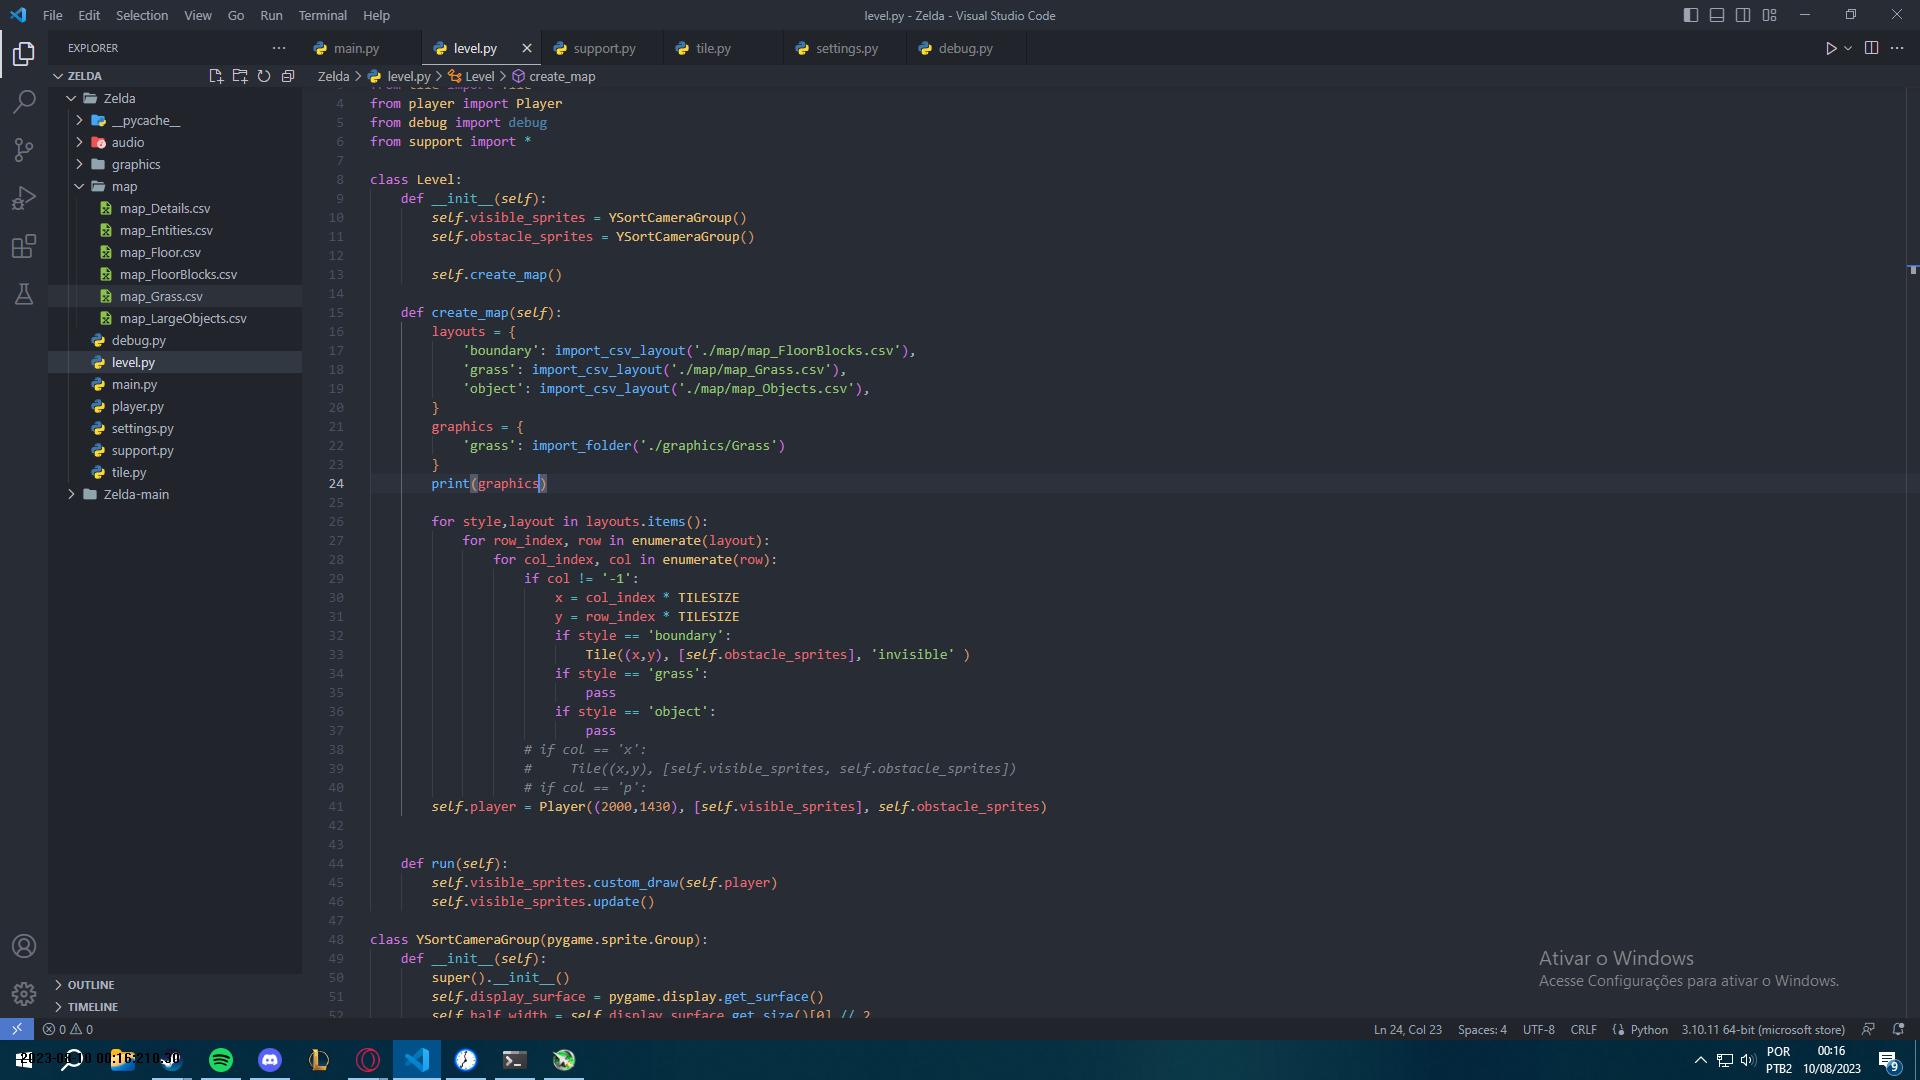 File Edit Selection View Go Run Terminal Help
level.py - Zelda - Visual Studio Code
EXPLORER
main.py
level.py
support.py
tile.py
settings.py
debug.py
ZELDA
Zelda > level.py > Level > create_map
Zelda
__pycache__
audio
graphics
map
map_Details.csv
map_Entities.csv
map_Floor.csv
map_FloorBlocks.csv
map_Grass.csv
map_LargeObjects.csv
debug.py
level.py
main.py
player.py
settings.py
support.py
tile.py
Zelda-main
OUTLINE
TIMELINE
3 from tile import Tile
4 from player import Player
5 from debug import debug
6 from support import *
7
8 class Level:
9     def __init__(self):
10         self.visible_sprites = YSortCameraGroup()
11         self.obstacle_sprites = YSortCameraGroup()
12
13         self.create_map()
14
15     def create_map(self):
16         layouts = {
17             'boundary': import_csv_layout('./map/map_FloorBlocks.csv'),
18             'grass': import_csv_layout('./map/map_Grass.csv'),
19             'object': import_csv_layout('./map/map_Objects.csv'),
20         }
21         graphics = {
22             'grass': import_folder('./graphics/Grass')
23         }
24         print(graphics)
25
26         for style,layout in layouts.items():
27             for row_index, row in enumerate(layout):
28                 for col_index, col in enumerate(row):
29                     if col != '-1':
30                         x = col_index * TILESIZE
31                         y = row_index * TILESIZE
32                         if style == 'boundary':
33                             Tile((x,y), [self.obstacle_sprites], 'invisible' )
34                         if style == 'grass':
35                             pass
36                         if style == 'object':
37                             pass
38                     # if col == 'x':
39                     #     Tile((x,y), [self.visible_sprites, self.obstacle_sprites])
40                     # if col == 'p':
41         self.player = Player((2000,1430), [self.visible_sprites], self.obstacle_sprites)
42
43
44     def run(self):
45         self.visible_sprites.custom_draw(self.player)
46         self.visible_sprites.update()
47
48 class YSortCameraGroup(pygame.sprite.Group):
49     def __init__(self):
50         super().__init__()
51         self.display_surface = pygame.display.get_surface()
52         self.half_width = self.display_surface.get_size()[0] // 2
Ativar o Windows
Acesse Configurações para ativar o Windows.
0 0
Ln 24, Col 23 Spaces: 4 UTF-8 CRLF Python 3.10.11 64-bit (microsoft store)
POR
PTB2
00:16
10/08/2023
9